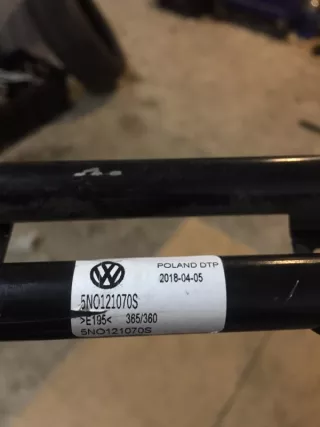 POLAND DTP
2018-04-05
5NO121070S
>E195< 365/360
5NO121070S